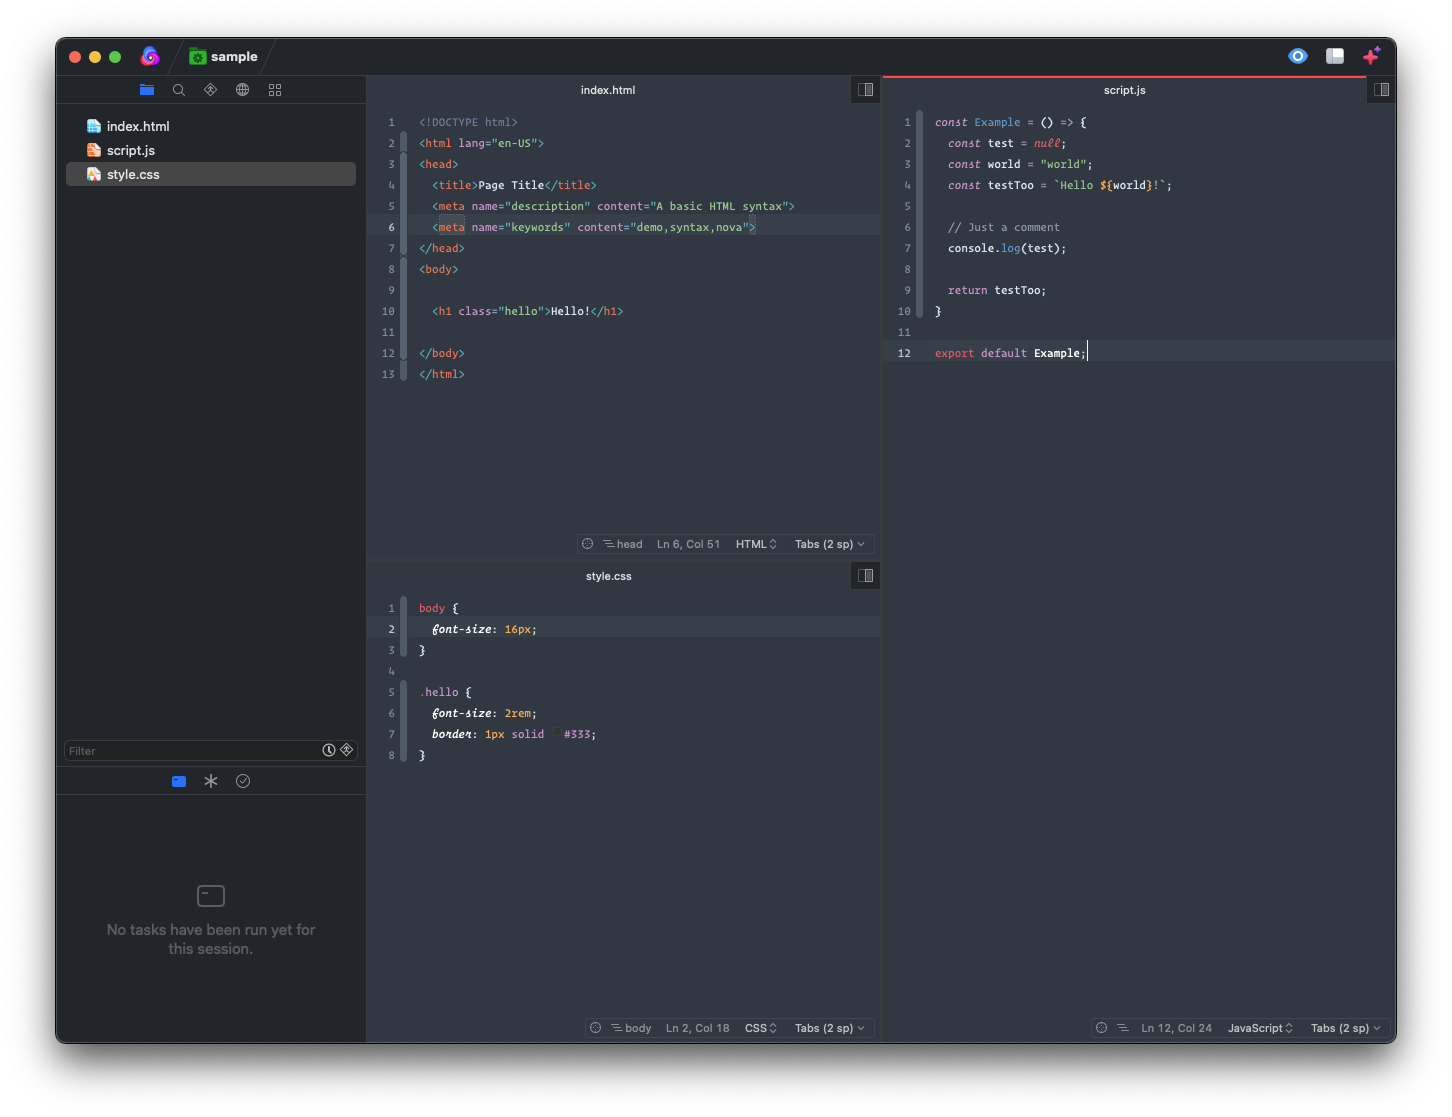 sample
index.html
script.js
style.css
Filter
No tasks have been run yet for
this session.
index.html
1 <!DOCTYPE html>
2 <html lang="en-US">
3 <head>
4 <title>Page Title</title>
5 <meta name="description" content="A basic HTML syntax">
6 <meta name="keywords" content="demo,syntax,nova">
7 </head>
8 <body>
9
10 <h1 class="hello">Hello!</h1>
11
12 </body>
13 </html>
head Ln 6, Col 51 HTML Tabs (2 sp)
style.css
1 body {
2 font-size: 16px;
3 }
4
5 .hello {
6 font-size: 2rem;
7 border: 1px solid #333;
8 }
body Ln 2, Col 18 CSS Tabs (2 sp)
script.js
1 const Example = () => {
2 const test = null;
3 const world = "world";
4 const testToo = `Hello ${world}!`;
5
6 // Just a comment
7 console.log(test);
8
9 return testToo;
10 }
11
12 export default Example;
Ln 12, Col 24 JavaScript Tabs (2 sp)